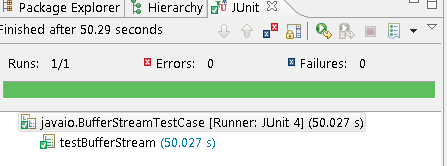 Package Explorer Hierarchy JUnit
Finished after 50.29 seconds
Runs: 1/1 Errors: 0 Failures: 0
javaio.BufferStreamTestCase [Runner: JUnit 4] (50.027 s)
testBufferStream (50.027 s)